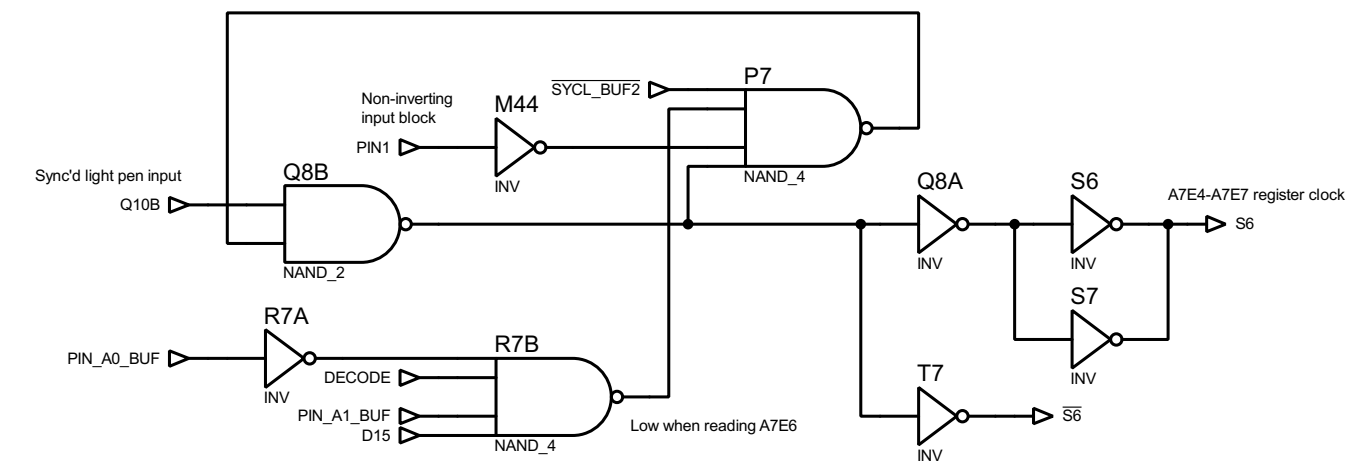 P7
SYCL_BUF2
Non-inverting
input block
M44
PIN1
INV
NAND_4
Sync'd light pen input
Q8B
Q10B
NAND_2
Q8A
S6
A7E4-A7E7 register clock
S6
INV
INV
S7
INV
R7A
PIN_A0_BUF
INV
R7B
DECODE
PIN_A1_BUF
D15
NAND_4
Low when reading A7E6
T7
S6
INV